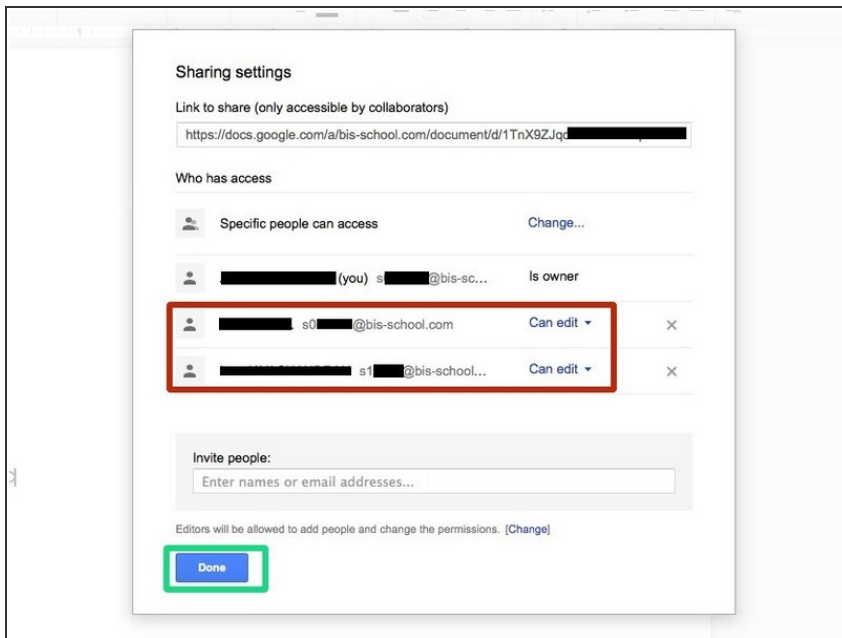 Sharing settings
Link to share (only accessible by collaborators)
https://docs.google.com/a/bis-school.com/document/d/1TnX9ZJq
Who has access
Specific people can access Change...
(you) s @bis-sc... Is owner
s0 @bis-school.com Can edit
s1 @bis-school... Can edit
Invite people:
Enter names or email addresses...
Editors will be allowed to add people and change the permissions. [Change]
Done